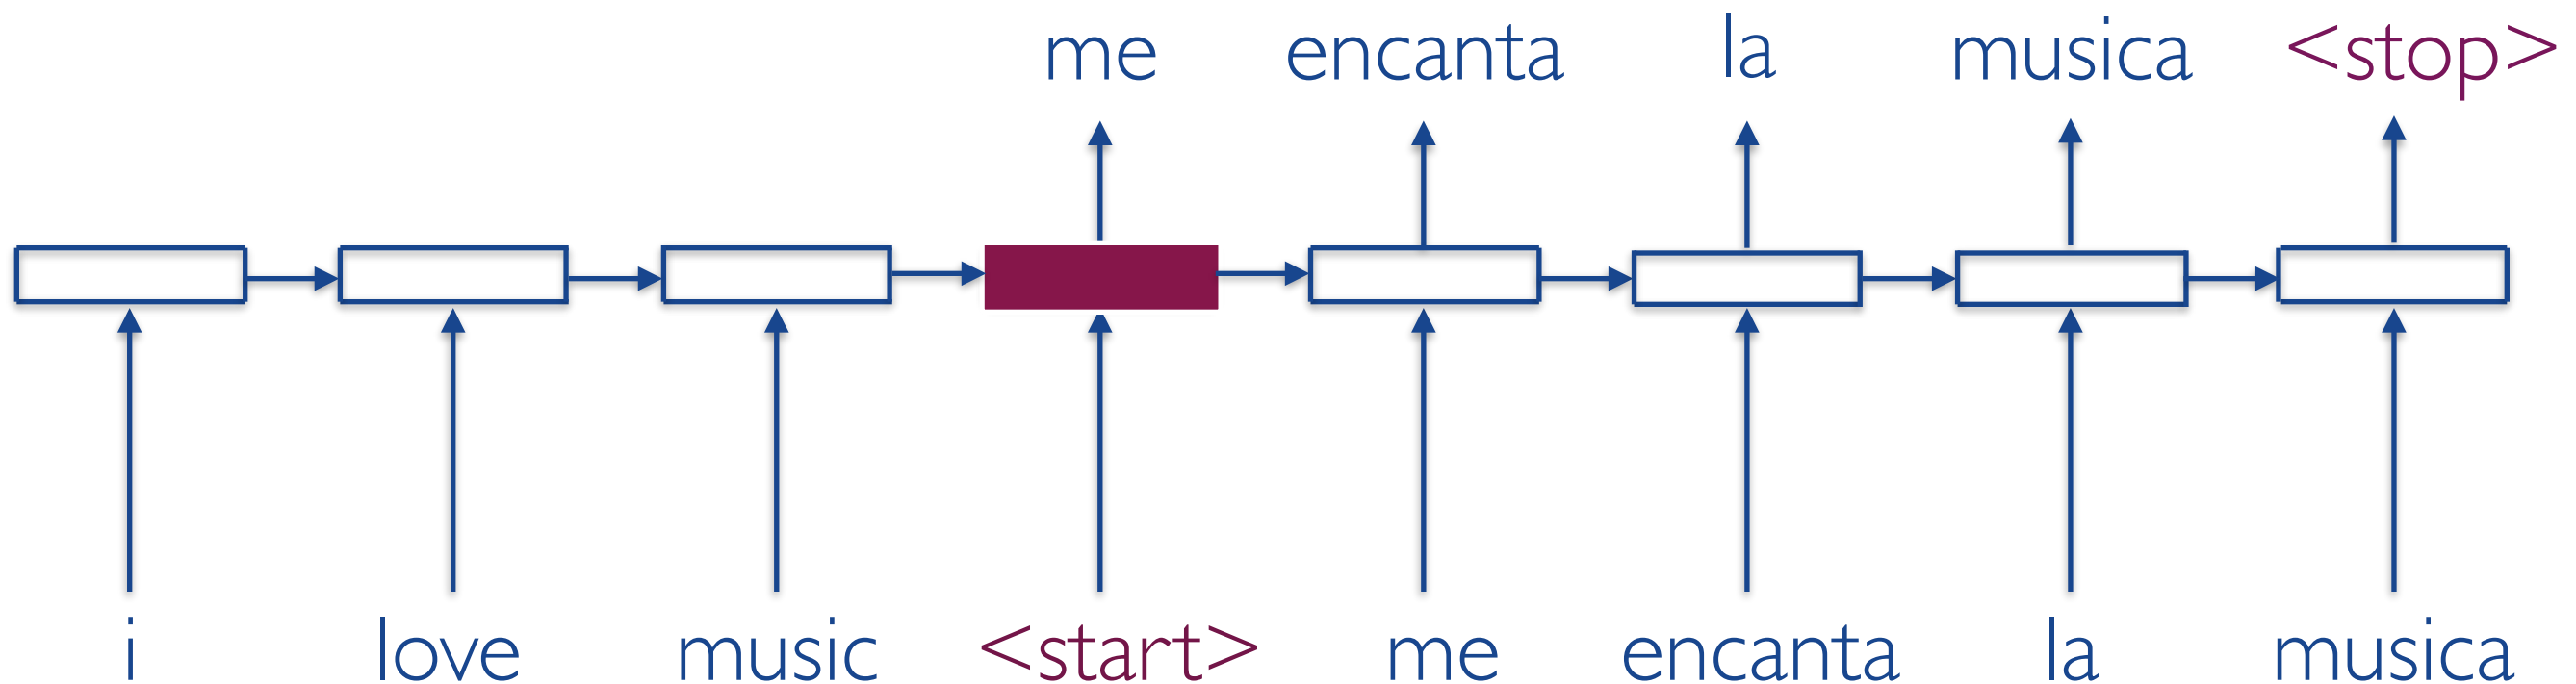 me encanta la musica <stop>
i love music <start> me encanta la musica